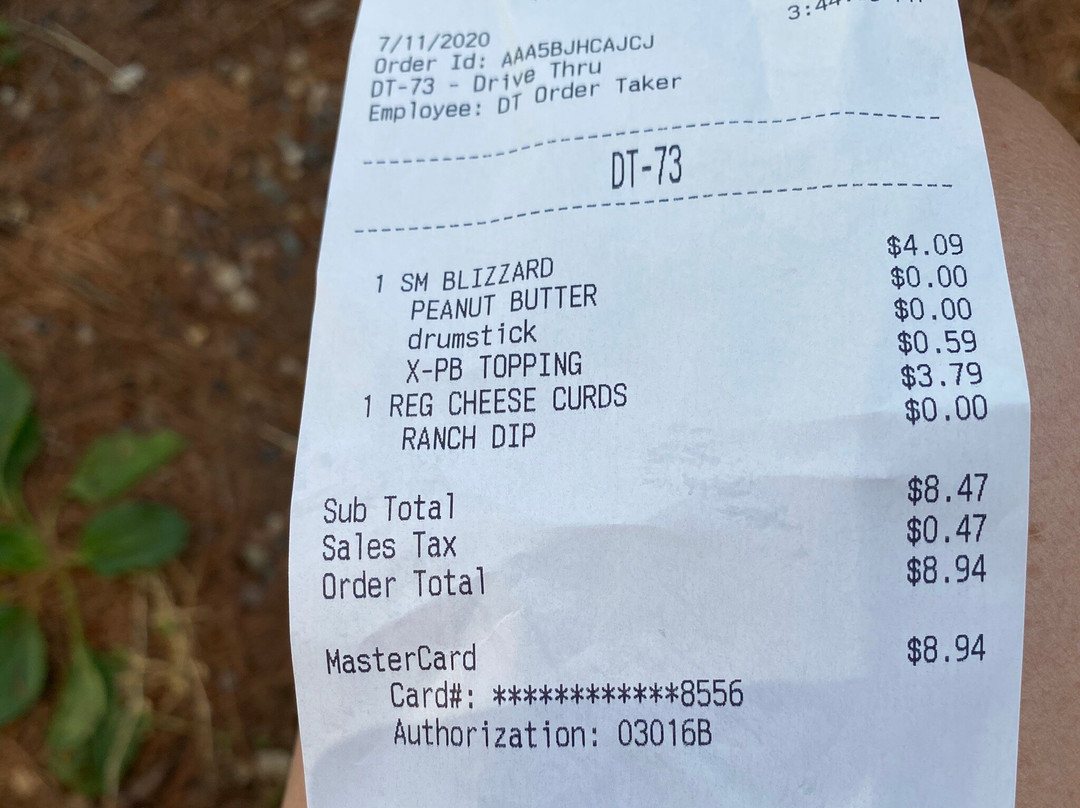 7/11/2020
Order Id: AAA5BJHCAJCJ
DT-73 - Drive Thru
Employee: DT Order Taker
DT-73
1 SM BLIZZARD $4.09
PEANUT BUTTER $0.00
drumstick $0.00
X-PB TOPPING $0.59
1 REG CHEESE CURDS $3.79
RANCH DIP $0.00
Sub Total $8.47
Sales Tax $0.47
Order Total $8.94
MasterCard $8.94
Card#: ************8556
Authorization: 03016B